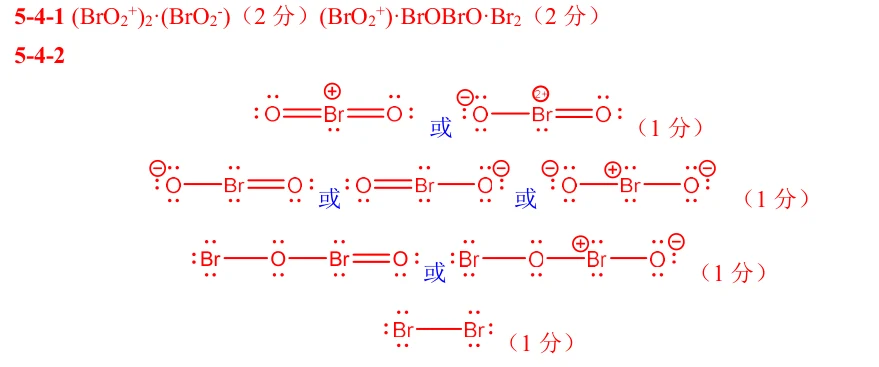 5-4-1 (BrO₂⁺)₂·(BrO₂⁻)（2 分）(BrO₂⁺)·BrOBrO·Br₂（2 分）
5-4-2
:O=Br⊕=O: 或 ⊖:O—Br(2+)=O:（1 分）
⊖:O—Br=O: 或 :O=Br—O:⊖ 或 ⊖:O—Br⊕—O:⊖（1 分）
:Br—O—Br=O: 或 :Br—O—Br⊕—O:⊖（1 分）
:Br—Br:（1 分）